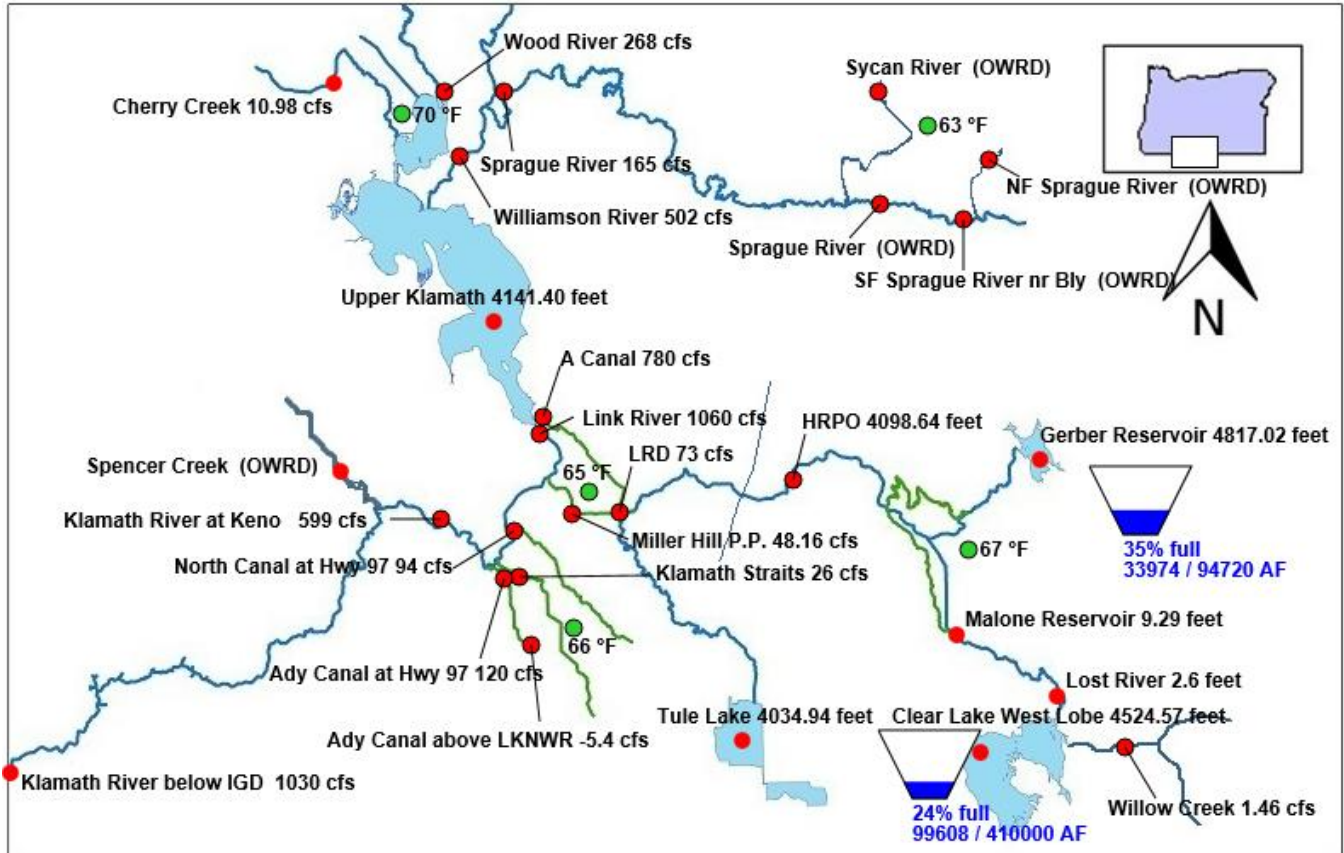 Wood River 268 cfs
Sycan River (OWRD)
Cherry Creek 10.98 cfs
70 °F
63 °F
Sprague River 165 cfs
NF Sprague River (OWRD)
Williamson River 502 cfs
Sprague River (OWRD)
SF Sprague River nr Bly (OWRD)
N
Upper Klamath 4141.40 feet
A Canal 780 cfs
Link River 1060 cfs
HRPO 4098.64 feet
Gerber Reservoir 4817.02 feet
LRD 73 cfs
Spencer Creek (OWRD)
65 °F
Klamath River at Keno 599 cfs
Miller Hill P.P. 48.16 cfs
67 °F
35% full
33974 / 94720 AF
North Canal at Hwy 97 94 cfs
Klamath Straits 26 cfs
Malone Reservoir 9.29 feet
66 °F
Ady Canal at Hwy 97 120 cfs
Lost River 2.6 feet
Tule Lake 4034.94 feet
Clear Lake West Lobe 4524.57 feet
Ady Canal above LKNWR -5.4 cfs
Klamath River below IGD 1030 cfs
Willow Creek 1.46 cfs
24% full
99608 / 410000 AF